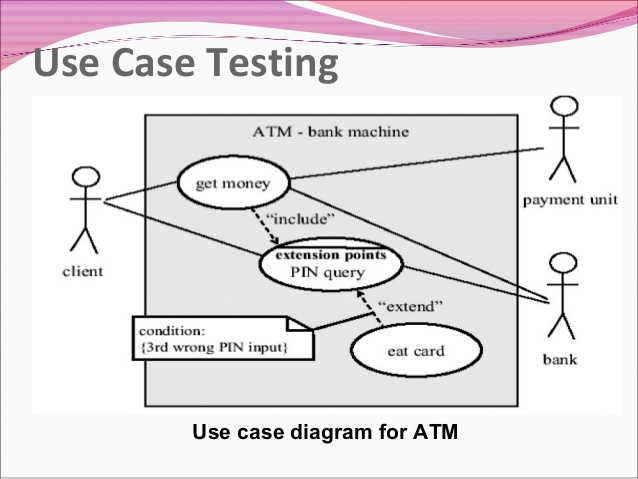 Use Case Testing
ATM - bank machine
get money
payment unit
"include"
client
extension points
PIN query
"extend"
condition:
{3rd wrong PIN input}
eat card
bank
Use case diagram for ATM